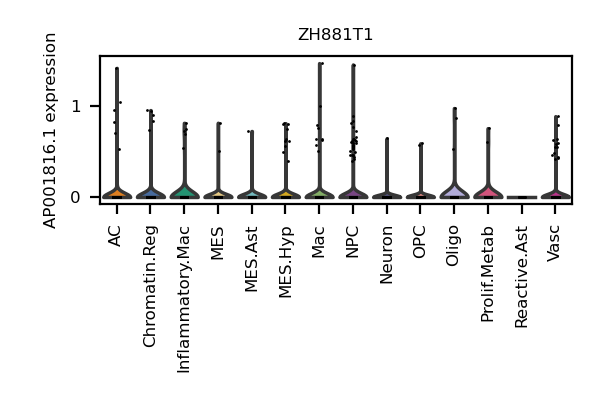 ZH881T1
AP001816.1 expression
1
0
AC
Chromatin.Reg
Inflammatory.Mac
MES
MES.Ast
MES.Hyp
Mac
NPC
Neuron
OPC
Oligo
Prolif.Metab
Reactive.Ast
Vasc